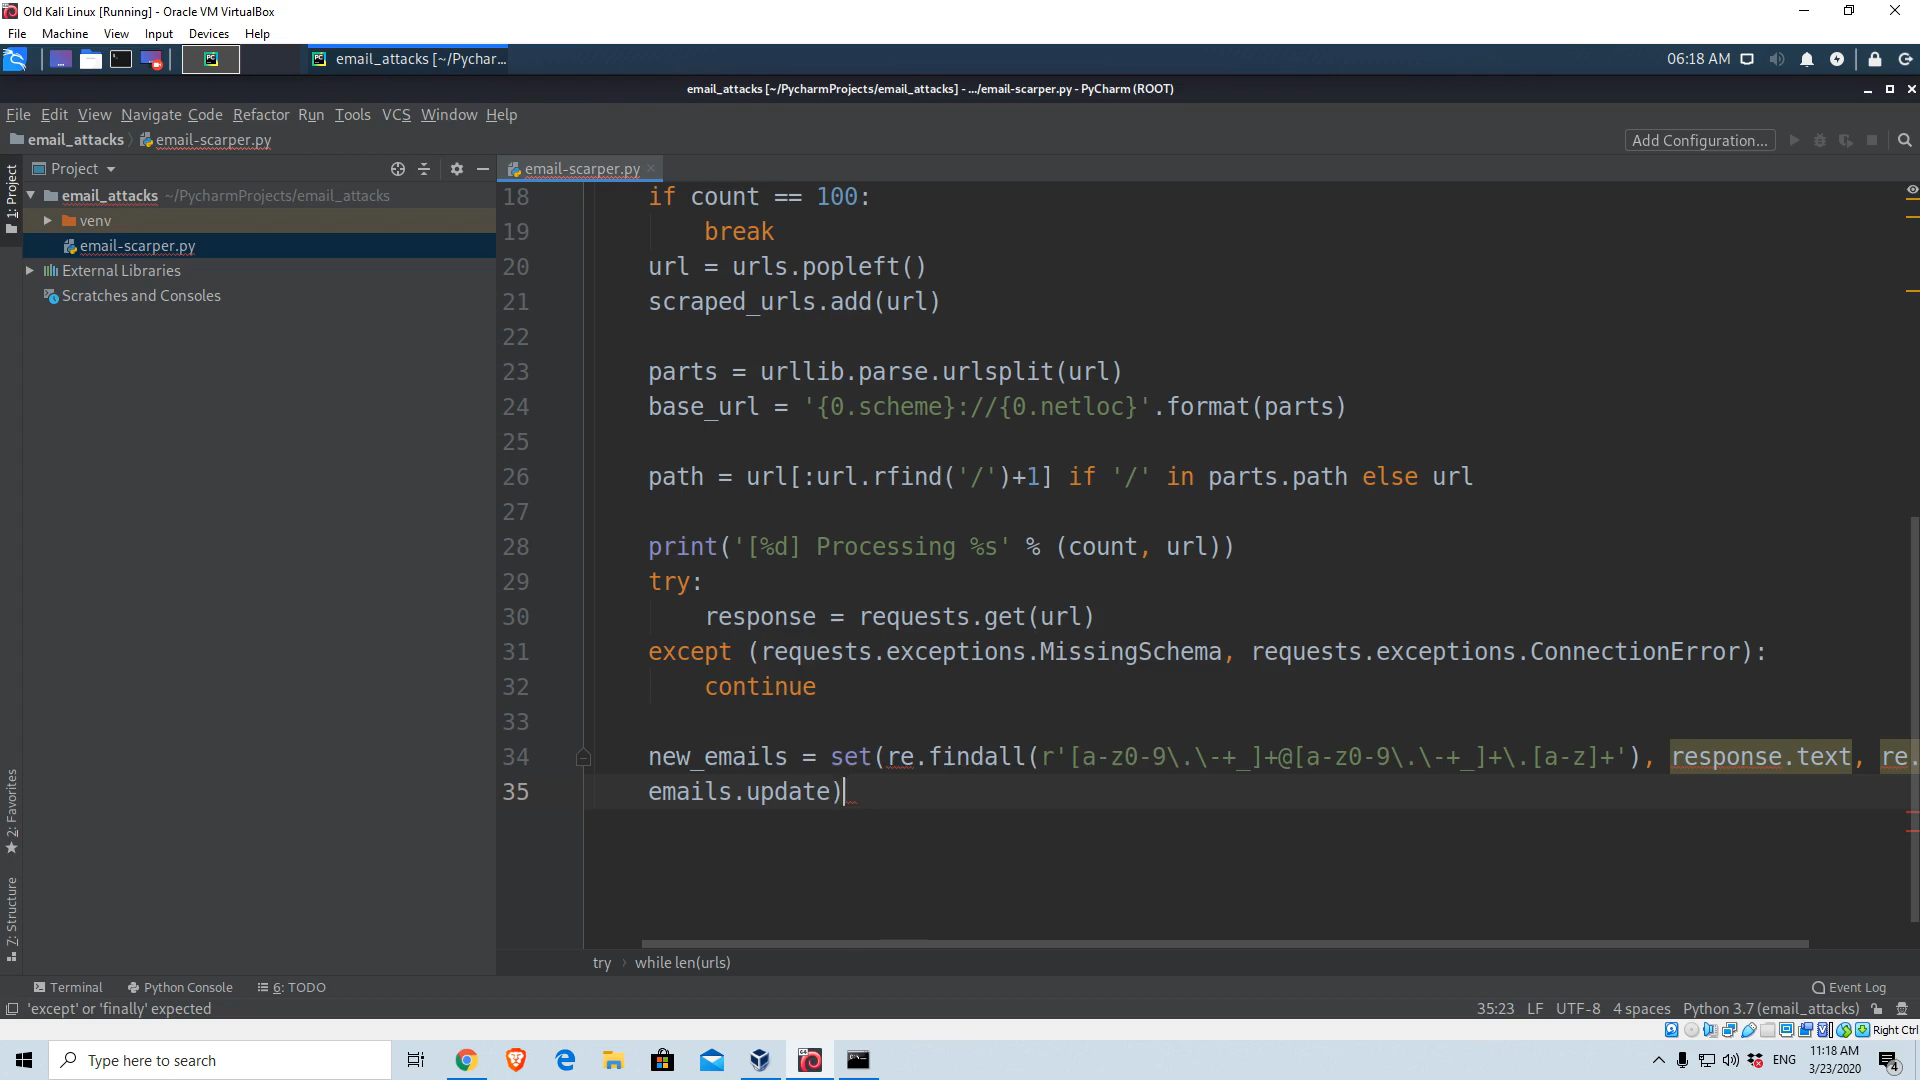 Old Kali Linux [Running] - Oracle VM VirtualBox
File Machine View Input Devices Help
email_attacks [~/Pychar... 06:18 AM
email_attacks [~/PycharmProjects/email_attacks] - .../email-scarper.py - PyCharm (ROOT)
File Edit View Navigate Code Refactor Run Tools VCS Window Help
email_attacks email-scarper.py Add Configuration...
1: Project
Project
email_attacks ~/PycharmProjects/email_attacks
venv
email-scarper.py
External Libraries
Scratches and Consoles
email-scarper.py
18 if count == 100:
19 break
20 url = urls.popleft()
21 scraped_urls.add(url)
22
23 parts = urllib.parse.urlsplit(url)
24 base_url = '{0.scheme}://{0.netloc}'.format(parts)
25
26 path = url[:url.rfind('/')+1] if '/' in parts.path else url
27
28 print('[%d] Processing %s' % (count, url))
29 try:
30 response = requests.get(url)
31 except (requests.exceptions.MissingSchema, requests.exceptions.ConnectionError):
32 continue
33
34 new_emails = set(re.findall(r'[a-z0-9\.\-+_]+@[a-z0-9\.\-+_]+\.[a-z]+'), response.text, re.
35 emails.update)
2: Favorites
7: Structure
try while len(urls)
Terminal Python Console 6: TODO Event Log
'except' or 'finally' expected 35:23 LF UTF-8 4 spaces Python 3.7 (email_attacks)
Right Ctrl
Type here to search
ENG
11:18 AM
3/23/2020
4